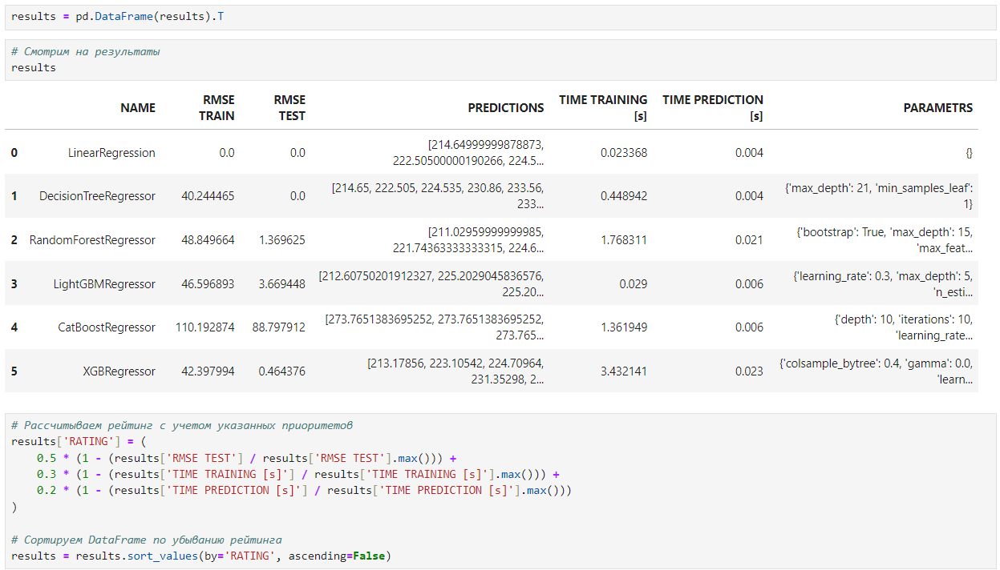 results = pd.DataFrame(results).T
# Смотрим на результаты
results
NAME RMSE TRAIN RMSE TEST PREDICTIONS TIME TRAINING [s] TIME PREDICTION [s] PARAMETRS
0 LinearRegression 0.0 0.0 [214.64999999878873, 222.50500000190266, 224.5... 0.023368 0.004 {}
1 DecisionTreeRegressor 40.244465 0.0 [214.65, 222.505, 224.535, 230.86, 233.56, 233... 0.448942 0.004 {'max_depth': 21, 'min_samples_leaf': 1}
2 RandomForestRegressor 48.849664 1.369625 [211.02959999999985, 221.74363333333315, 224.6... 1.768311 0.021 {'bootstrap': True, 'max_depth': 15, 'max_feat...
3 LightGBMRegressor 46.596893 3.669448 [212.60750201912327, 225.2029045836576, 225.20... 0.029 0.006 {'learning_rate': 0.3, 'max_depth': 5, 'n_esti...
4 CatBoostRegressor 110.192874 88.797912 [273.7651383695252, 273.7651383695252, 273.765... 1.361949 0.006 {'depth': 10, 'iterations': 10, 'learning_rate...
5 XGBRegressor 42.397994 0.464376 [213.17856, 223.10542, 224.70964, 231.35298, 2... 3.432141 0.023 {'colsample_bytree': 0.4, 'gamma': 0.0, 'learn...
# Рассчитываем рейтинг с учетом указанных приоритетов
results['RATING'] = (
0.5 * (1 - (results['RMSE TEST'] / results['RMSE TEST'].max())) +
0.3 * (1 - (results['TIME TRAINING [s]'] / results['TIME TRAINING [s]'].max())) +
0.2 * (1 - (results['TIME PREDICTION [s]'] / results['TIME PREDICTION [s]'].max()))
)
# Сортируем DataFrame по убыванию рейтинга
results = results.sort_values(by='RATING', ascending=False)